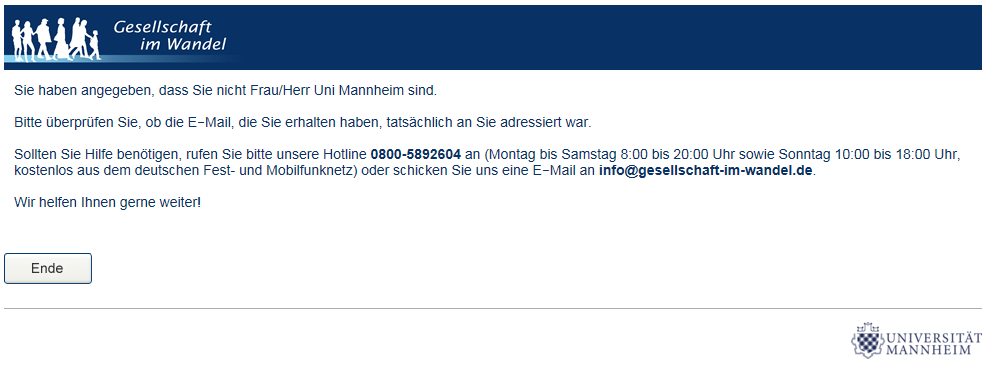 Gesellschaft
im Wandel
Sie haben angegeben, dass Sie nicht Frau/Herr Uni Mannheim sind.
Bitte überprüfen Sie, ob die E−Mail, die Sie erhalten haben, tatsächlich an Sie adressiert war.
Sollten Sie Hilfe benötigen, rufen Sie bitte unsere Hotline 0800-5892604 an (Montag bis Samstag 8:00 bis 20:00 Uhr sowie Sonntag 10:00 bis 18:00 Uhr,
kostenlos aus dem deutschen Fest- und Mobilfunknetz) oder schicken Sie uns eine E−Mail an info@gesellschaft-im-wandel.de.
Wir helfen Ihnen gerne weiter!
Ende
UNIVERSITÄT
MANNHEIM